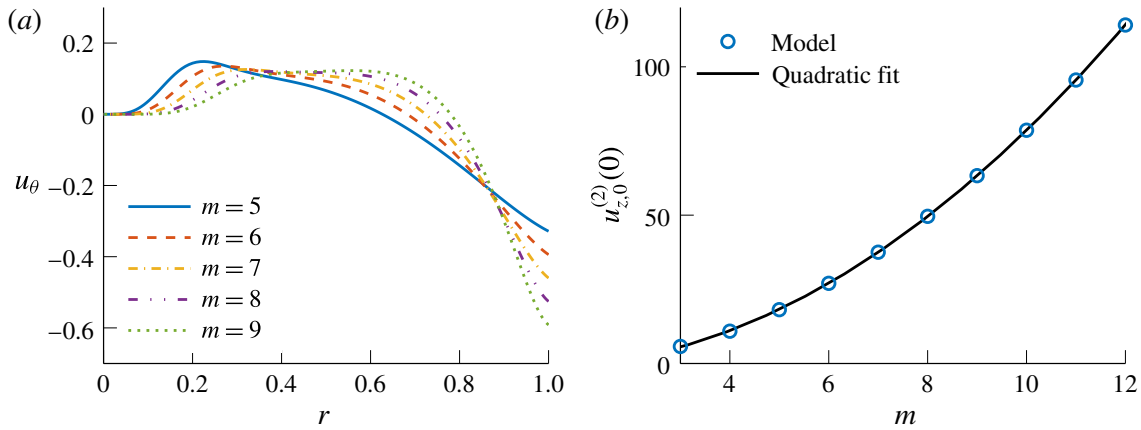 (a)
0.2
0
u_θ
−0.2
−0.4
−0.6
m = 5
m = 6
m = 7
m = 8
m = 9
0
0.2
0.4
0.6
0.8
1.0
r
(b)
Model
Quadratic fit
100
50
0
u_{z,0}^{(2)}(0)
4
6
8
10
12
m